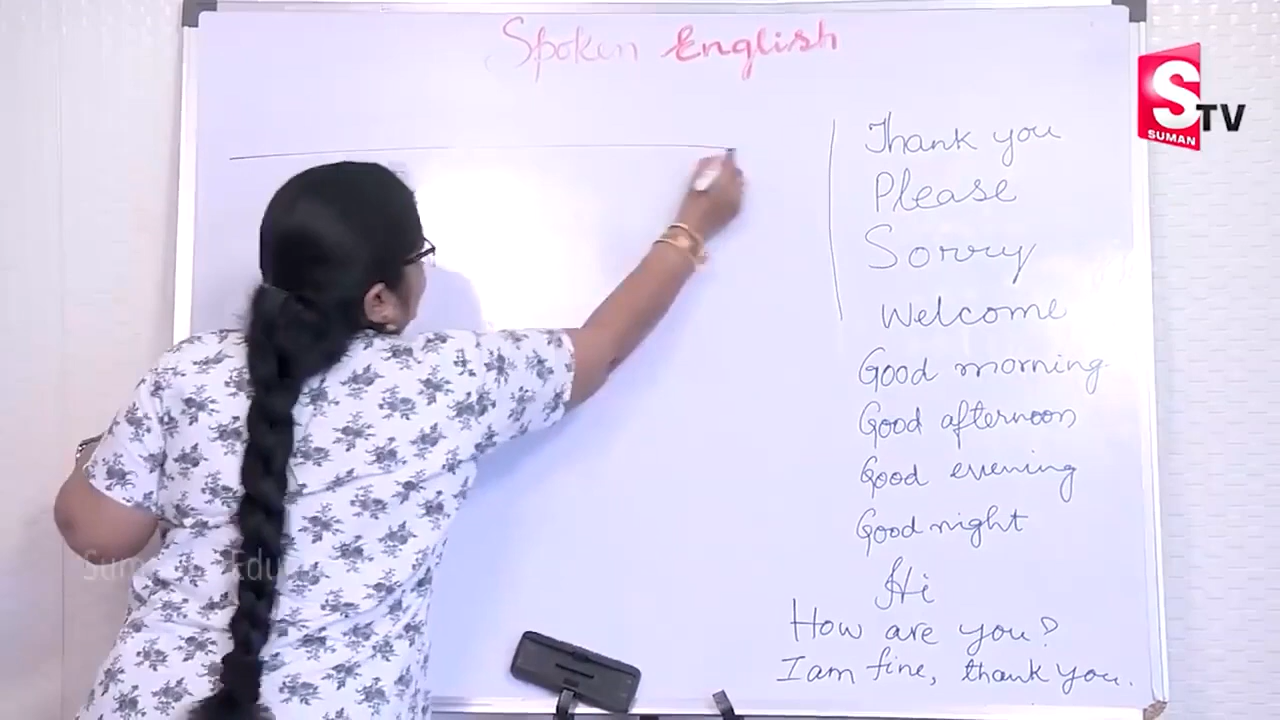 Spoken English
Thank you
Please
Sorry
Welcome
Good morning.
Good afternoon
Good evening
Good night
Hi
How are you?
I am fine, thank you.
S TV
SUMAN